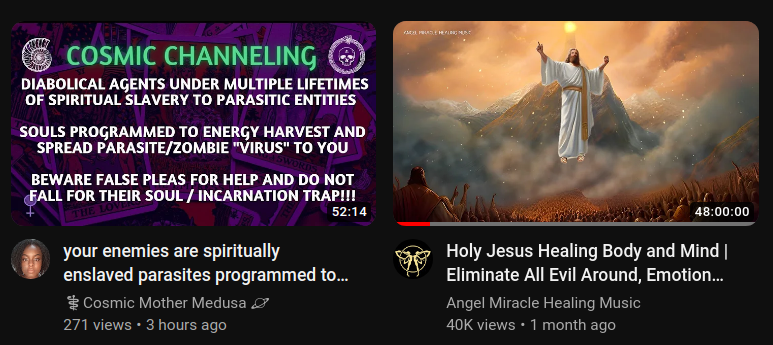 COSMIC CHANNELING
DIABOLICAL AGENTS UNDER MULTIPLE LIFETIMES
OF SPIRITUAL SLAVERY TO PARASITIC ENTITIES
SOULS PROGRAMMED TO ENERGY HARVEST AND
SPREAD PARASITE/ZOMBIE "VIRUS" TO YOU
BEWARE FALSE PLEAS FOR HELP AND DO NOT
FALL FOR THEIR SOUL / INCARNATION TRAP!!!
52:14
your enemies are spiritually
enslaved parasites programmed to…
⚕Cosmic Mother Medusa 🪐
271 views • 3 hours ago
ANGEL MIRACLE HEALING MUSIC
48:00:00
Holy Jesus Healing Body and Mind |
Eliminate All Evil Around, Emotion…
Angel Miracle Healing Music
40K views • 1 month ago